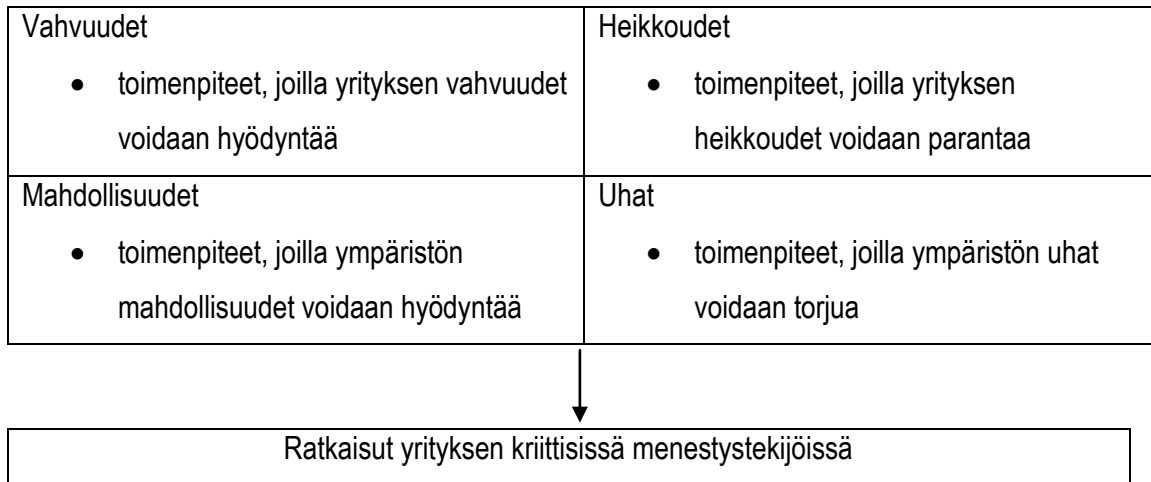 Vahvuudet
• toimenpiteet, joilla yrityksen vahvuudet
voidaan hyödyntää
Heikkoudet
• toimenpiteet, joilla yrityksen
heikkoudet voidaan parantaa
Mahdollisuudet
• toimenpiteet, joilla ympäristön
mahdollisuudet voidaan hyödyntää
Uhat
• toimenpiteet, joilla ympäristön uhat
voidaan torjua
Ratkaisut yrityksen kriittisissä menestystekijöissä